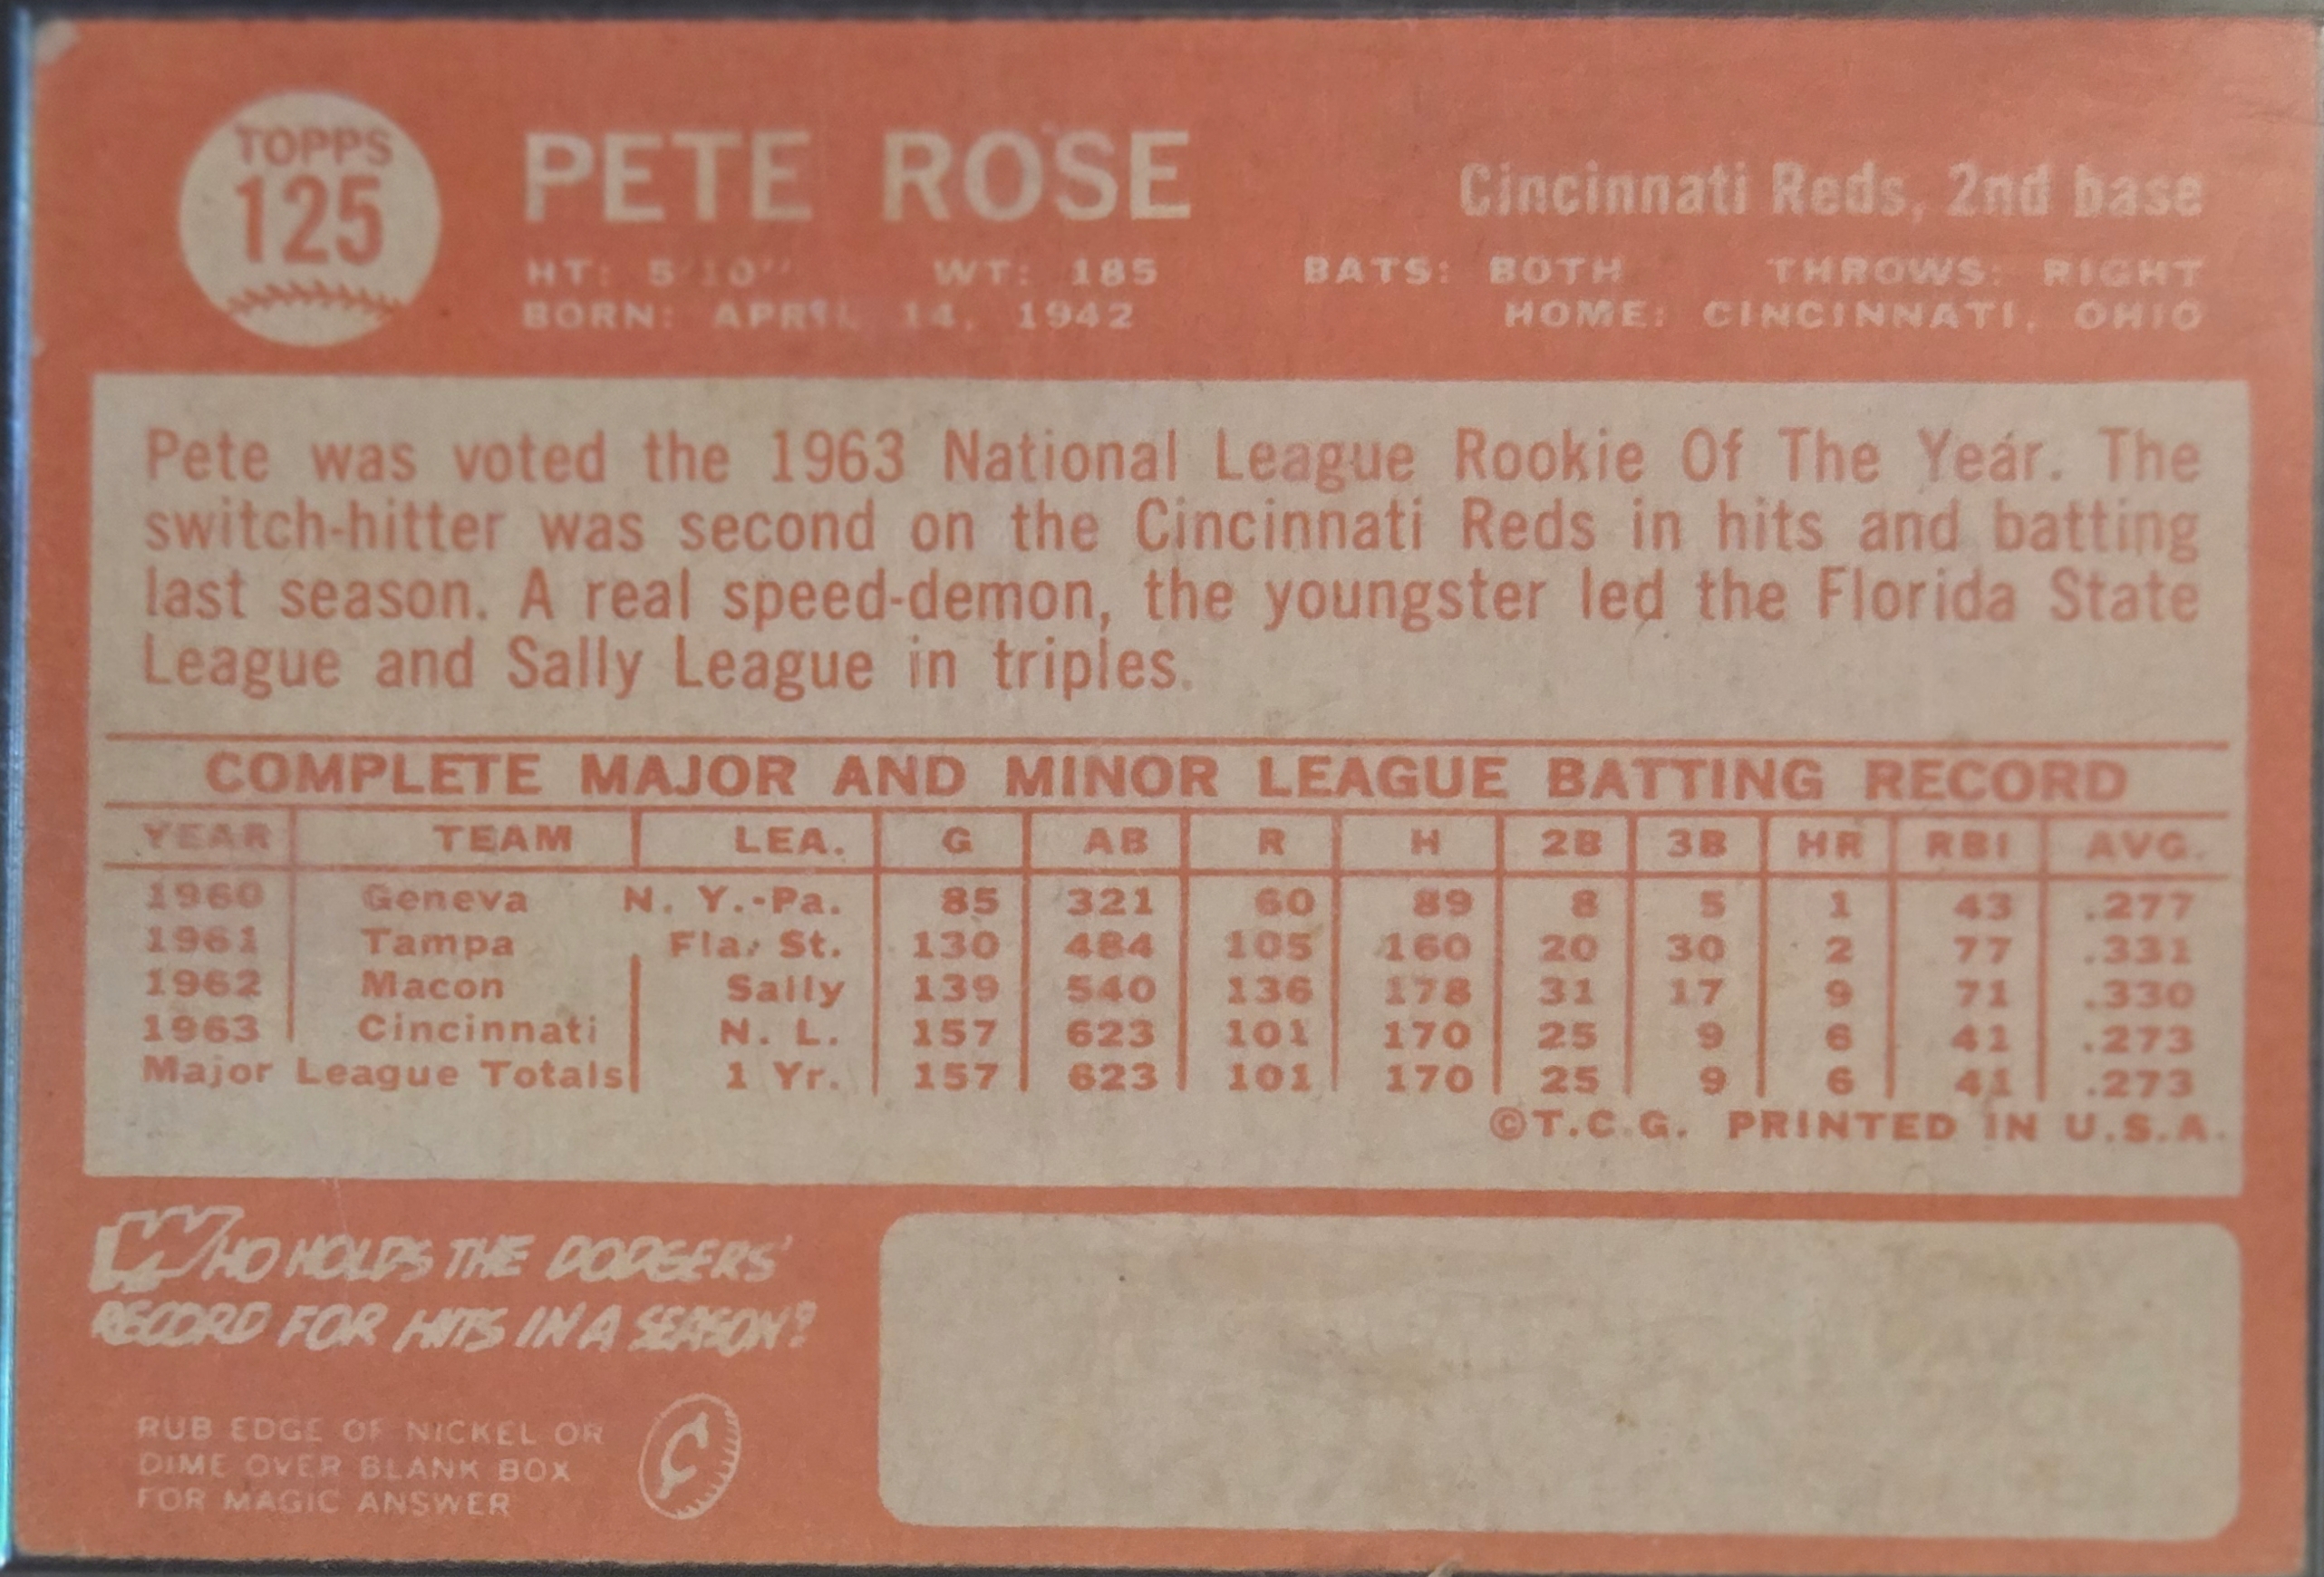 TOPPS
125
PETE ROSE
Cincinnati Reds, 2nd base
HT: 5'10" WT: 185 BATS: BOTH THROWS: RIGHT
BORN: APRIL 14, 1942 HOME: CINCINNATI, OHIO
Pete was voted the 1963 National League Rookie Of The Year. The
switch-hitter was second on the Cincinnati Reds in hits and batting
last season. A real speed-demon, the youngster led the Florida State
League and Sally League in triples.
COMPLETE MAJOR AND MINOR LEAGUE BATTING RECORD
YEAR TEAM LEA. G AB R H 2B 3B HR RBI AVG.
1960 Geneva N. Y.-Pa. 85 321 60 89 8 5 1 43 .277
1961 Tampa Fla. St. 130 484 105 160 20 30 2 77 .331
1962 Macon Sally 139 540 136 178 31 17 9 71 .330
1963 Cincinnati N. L. 157 623 101 170 25 9 6 41 .273
Major League Totals 1 Yr. 157 623 101 170 25 9 6 41 .273
©T.C.G. PRINTED IN U.S.A.
WHO HOLDS THE DODGERS'
RECORD FOR HITS IN A SEASON?
RUB EDGE OF NICKEL OR
DIME OVER BLANK BOX
FOR MAGIC ANSWER
¢